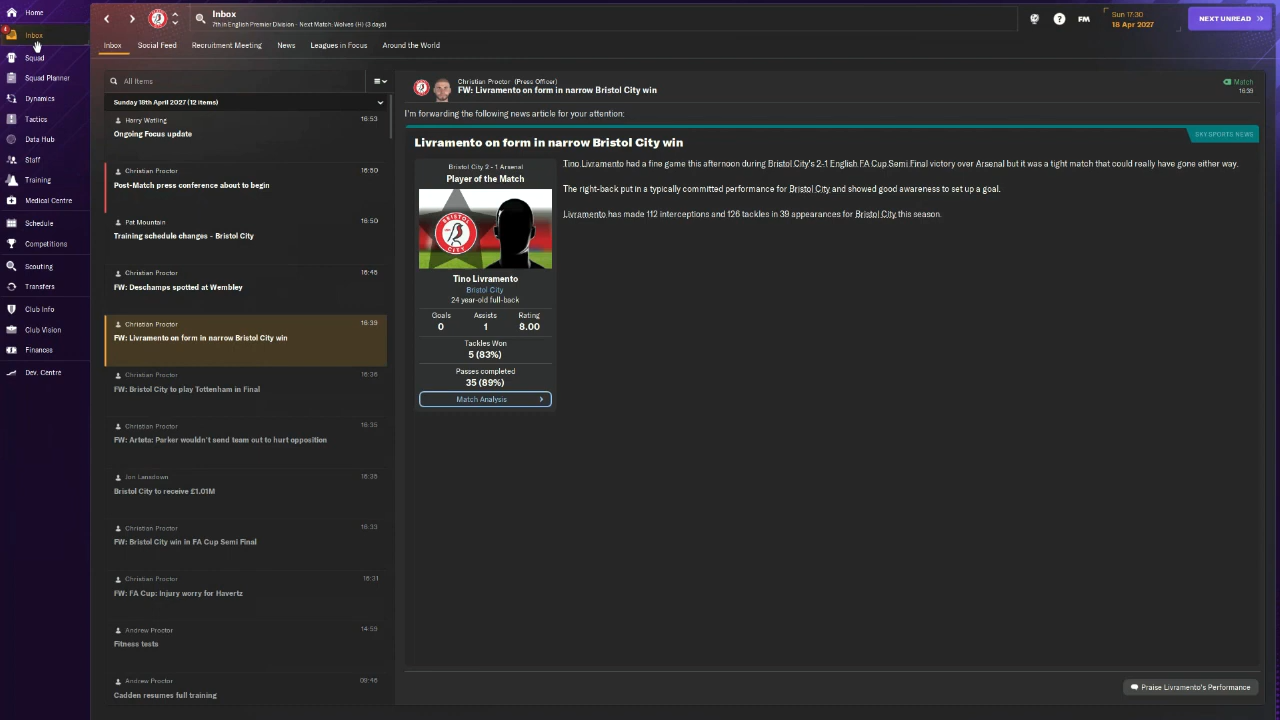 Home
4
Inbox
Squad
Squad Planner
Dynamics
Tactics
Data Hub
Staff
Training
Medical Centre
Schedule
Competitions
Scouting
Transfers
Club Info
Club Vision
Finances
Dev. Centre
Inbox
7th in English Premier Division - Next Match: Wolves (H) (3 days)
FM
Sun 17:30
18 Apr 2027
NEXT UNREAD
Inbox
Social Feed
Recruitment Meeting
News
Leagues in Focus
Around the World
All Items
Sunday 18th April 2027 (12 items)
Harry Watling
16:53
Ongoing Focus update
Christian Proctor
16:50
Post-Match press conference about to begin
Pat Mountain
16:50
Training schedule changes - Bristol City
Christian Proctor
16:45
FW: Deschamps spotted at Wembley
Christian Proctor
16:39
FW: Livramento on form in narrow Bristol City win
Christian Proctor
16:36
FW: Bristol City to play Tottenham in Final
Christian Proctor
16:35
FW: Arteta: Parker wouldn't send team out to hurt opposition
Jon Lansdown
16:35
Bristol City to receive £1.01M
Christian Proctor
16:33
FW: Bristol City win in FA Cup Semi Final
Christian Proctor
16:31
FW: FA Cup: Injury worry for Havertz
Andrew Proctor
14:59
Fitness tests
Andrew Proctor
09:46
Cadden resumes full training
Christian Proctor (Press Officer)
FW: Livramento on form in narrow Bristol City win
Match
16:39
I'm forwarding the following news article for your attention:
SKY SPORTS NEWS
Livramento on form in narrow Bristol City win
Bristol City 2 - 1 Arsenal
Player of the Match
BRISTOL CITY
Tino Livramento
Bristol City
24 year-old full-back
Goals Assists Rating
0 1 8.00
Tackles Won
5 (83%)
Passes completed
35 (89%)
Match Analysis
Tino Livramento had a fine game this afternoon during Bristol City's 2-1 English FA Cup Semi Final victory over Arsenal but it was a tight match that could really have gone either way.
The right-back put in a typically committed performance for Bristol City and showed good awareness to set up a goal.
Livramento has made 112 interceptions and 126 tackles in 39 appearances for Bristol City this season.
Praise Livramento's Performance